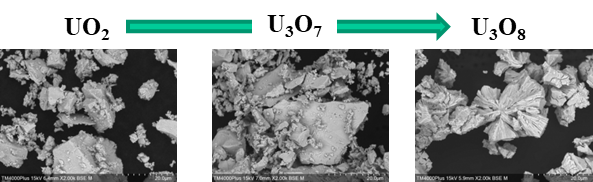 UO₂ U₃O₇ U₃O₈
TM4000Plus 15kV 6.4mm X2.00k BSE M 20.0μm
TM4000Plus 15kV 7.0mm X2.00k BSE M 20.0μm
TM4000Plus 15kV 5.9mm X2.00k BSE M 20.0μm